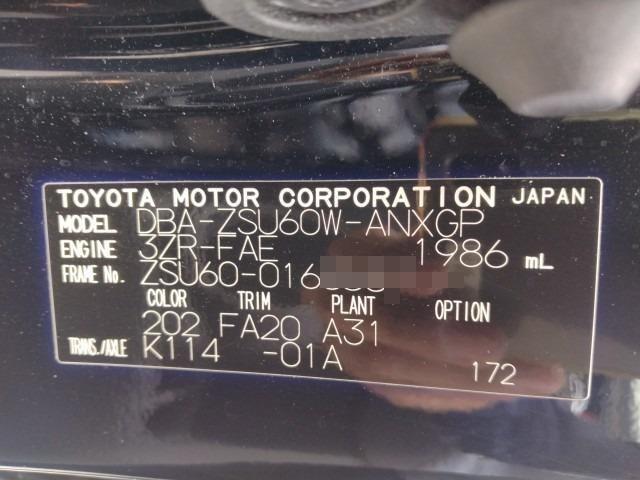 TOYOTA MOTOR CORPORATION JAPAN
MODEL DBA-ZSU60W-ANXGP
ENGINE 3ZR-FAE 1986 mL
FRAME No. ZSU60-016
COLOR TRIM PLANT OPTION
202 FA20 A31
TRANS./AXLE K114 -01A
172